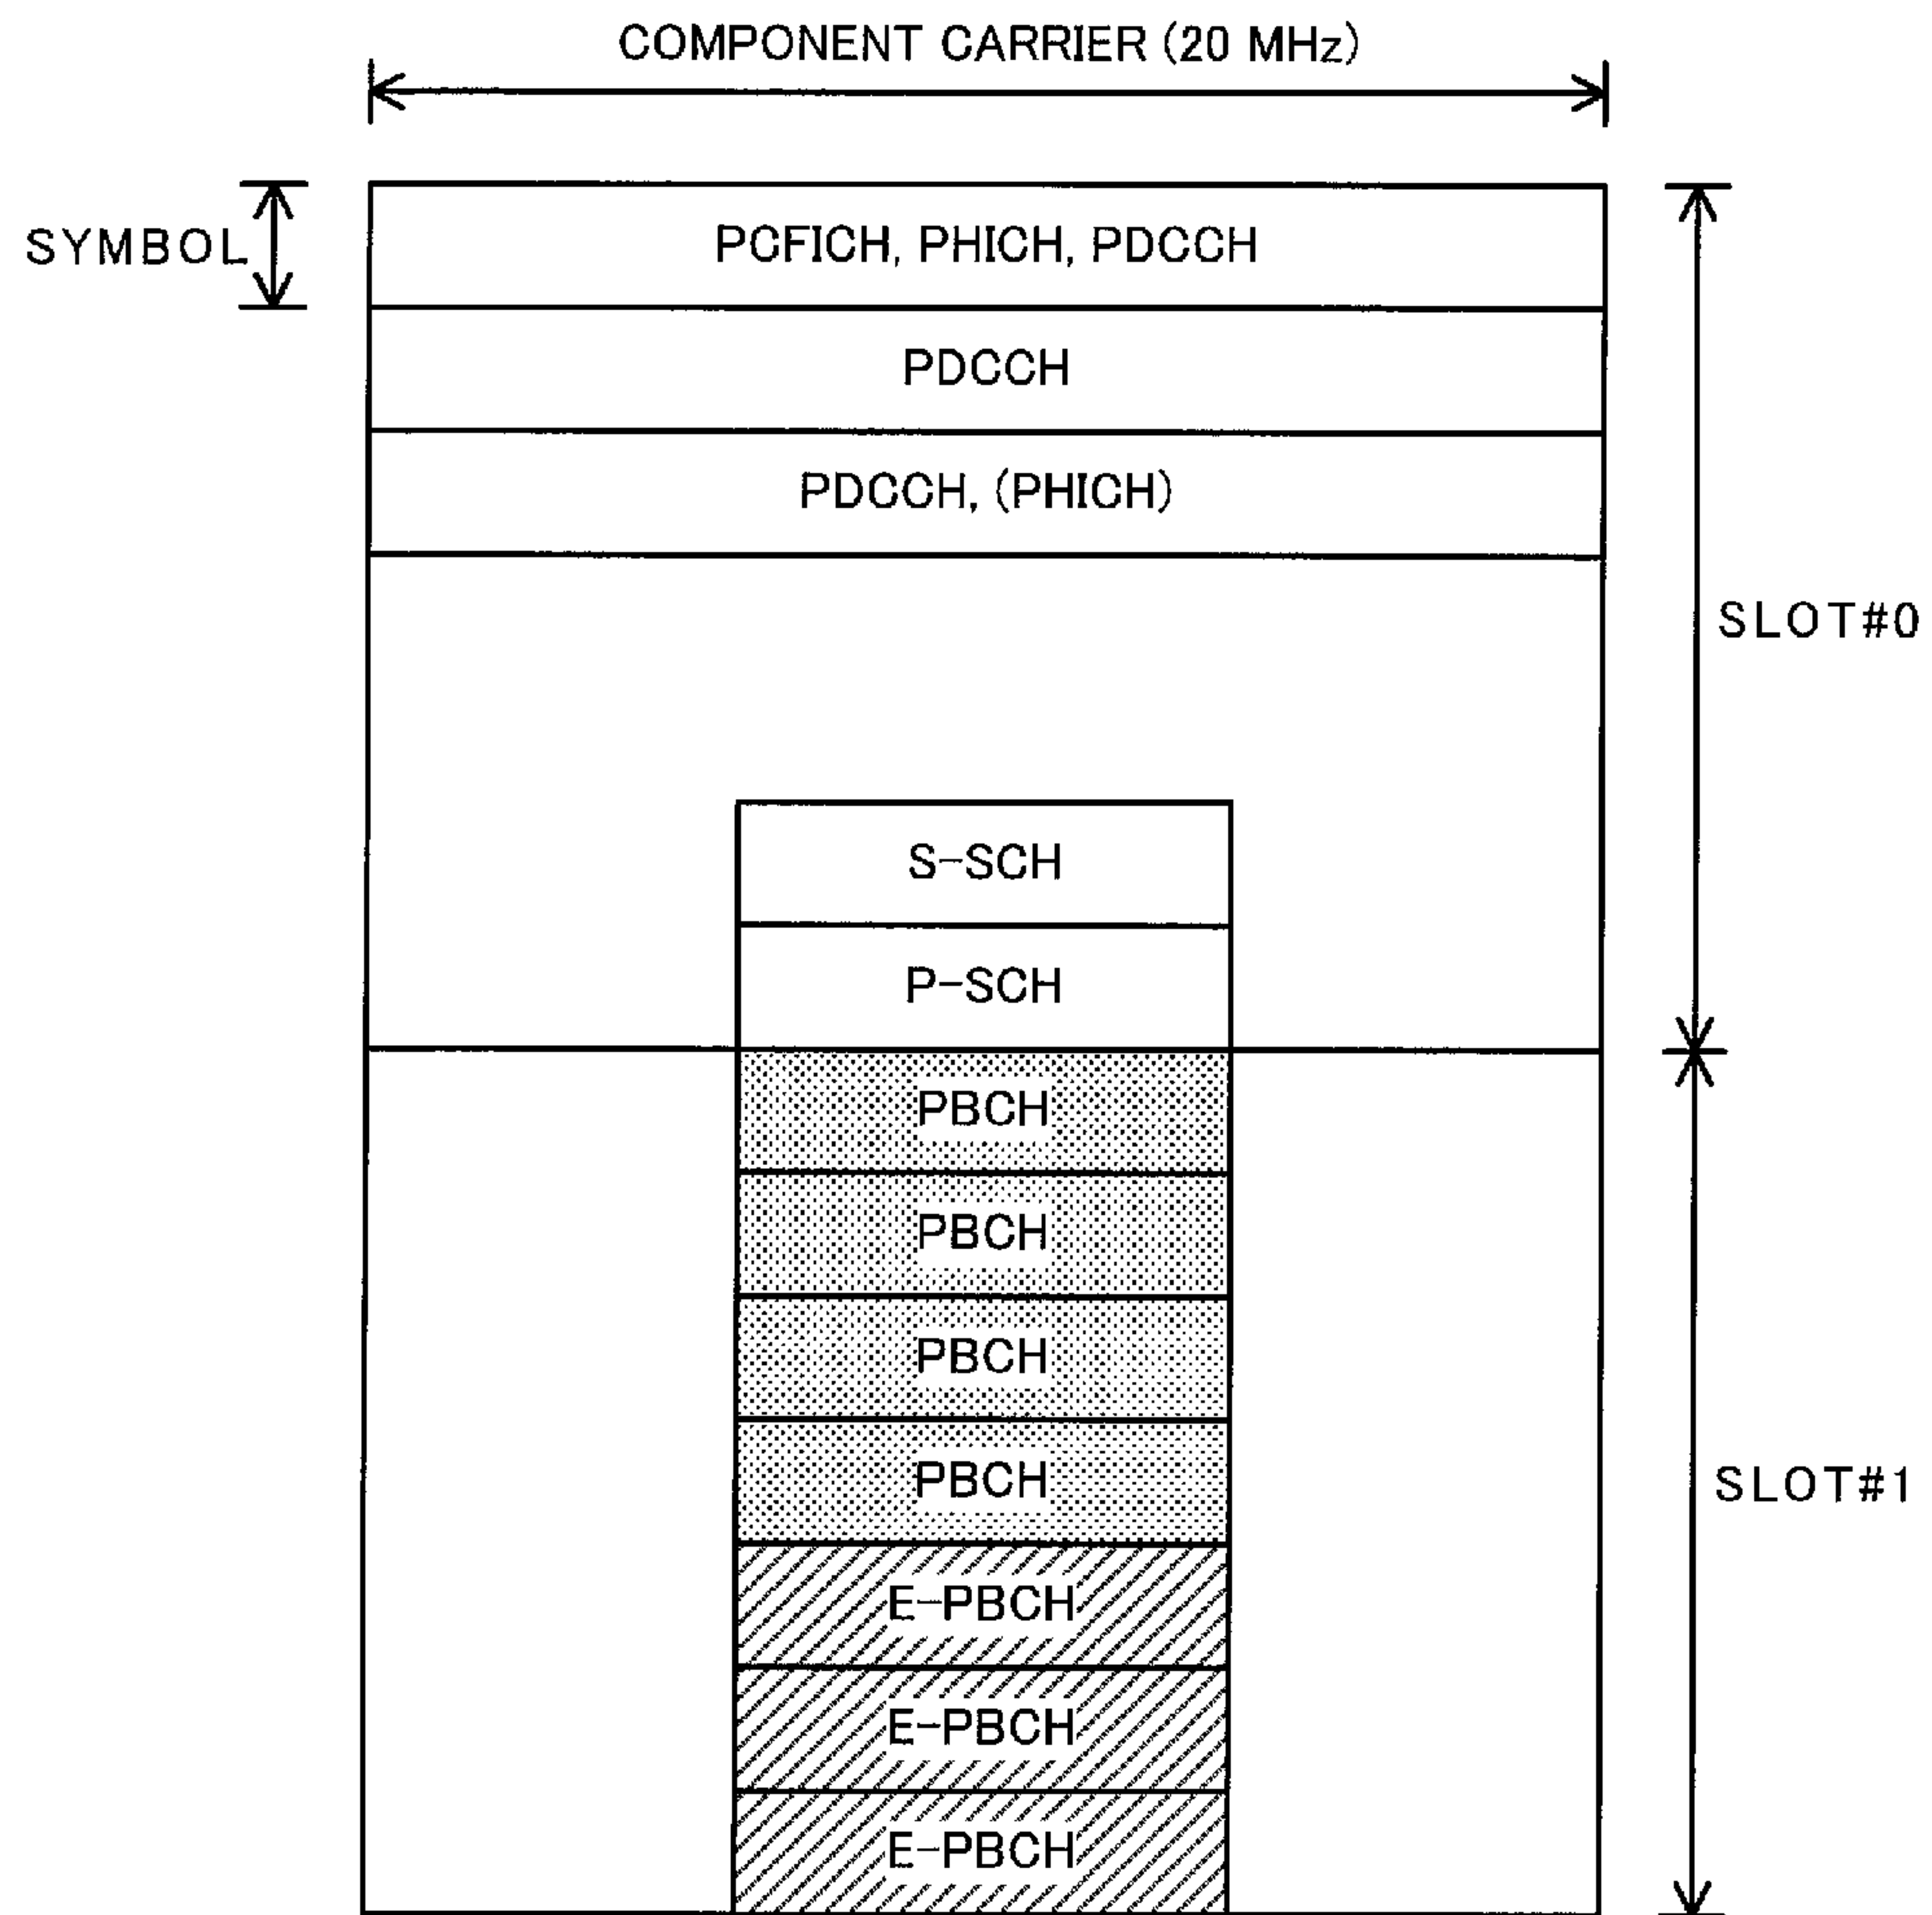 COMPONENT CARRIER (20 MHz)
SYMBOL
PCFICH, PHICH, PDCCH
PDCCH
PDCCH, (PHICH)
SLOT#0
S-SCH
P-SCH
PBCH
PBCH
PBCH
PBCH
SLOT#1
E-PBCH
E-PBCH
E-PBCH